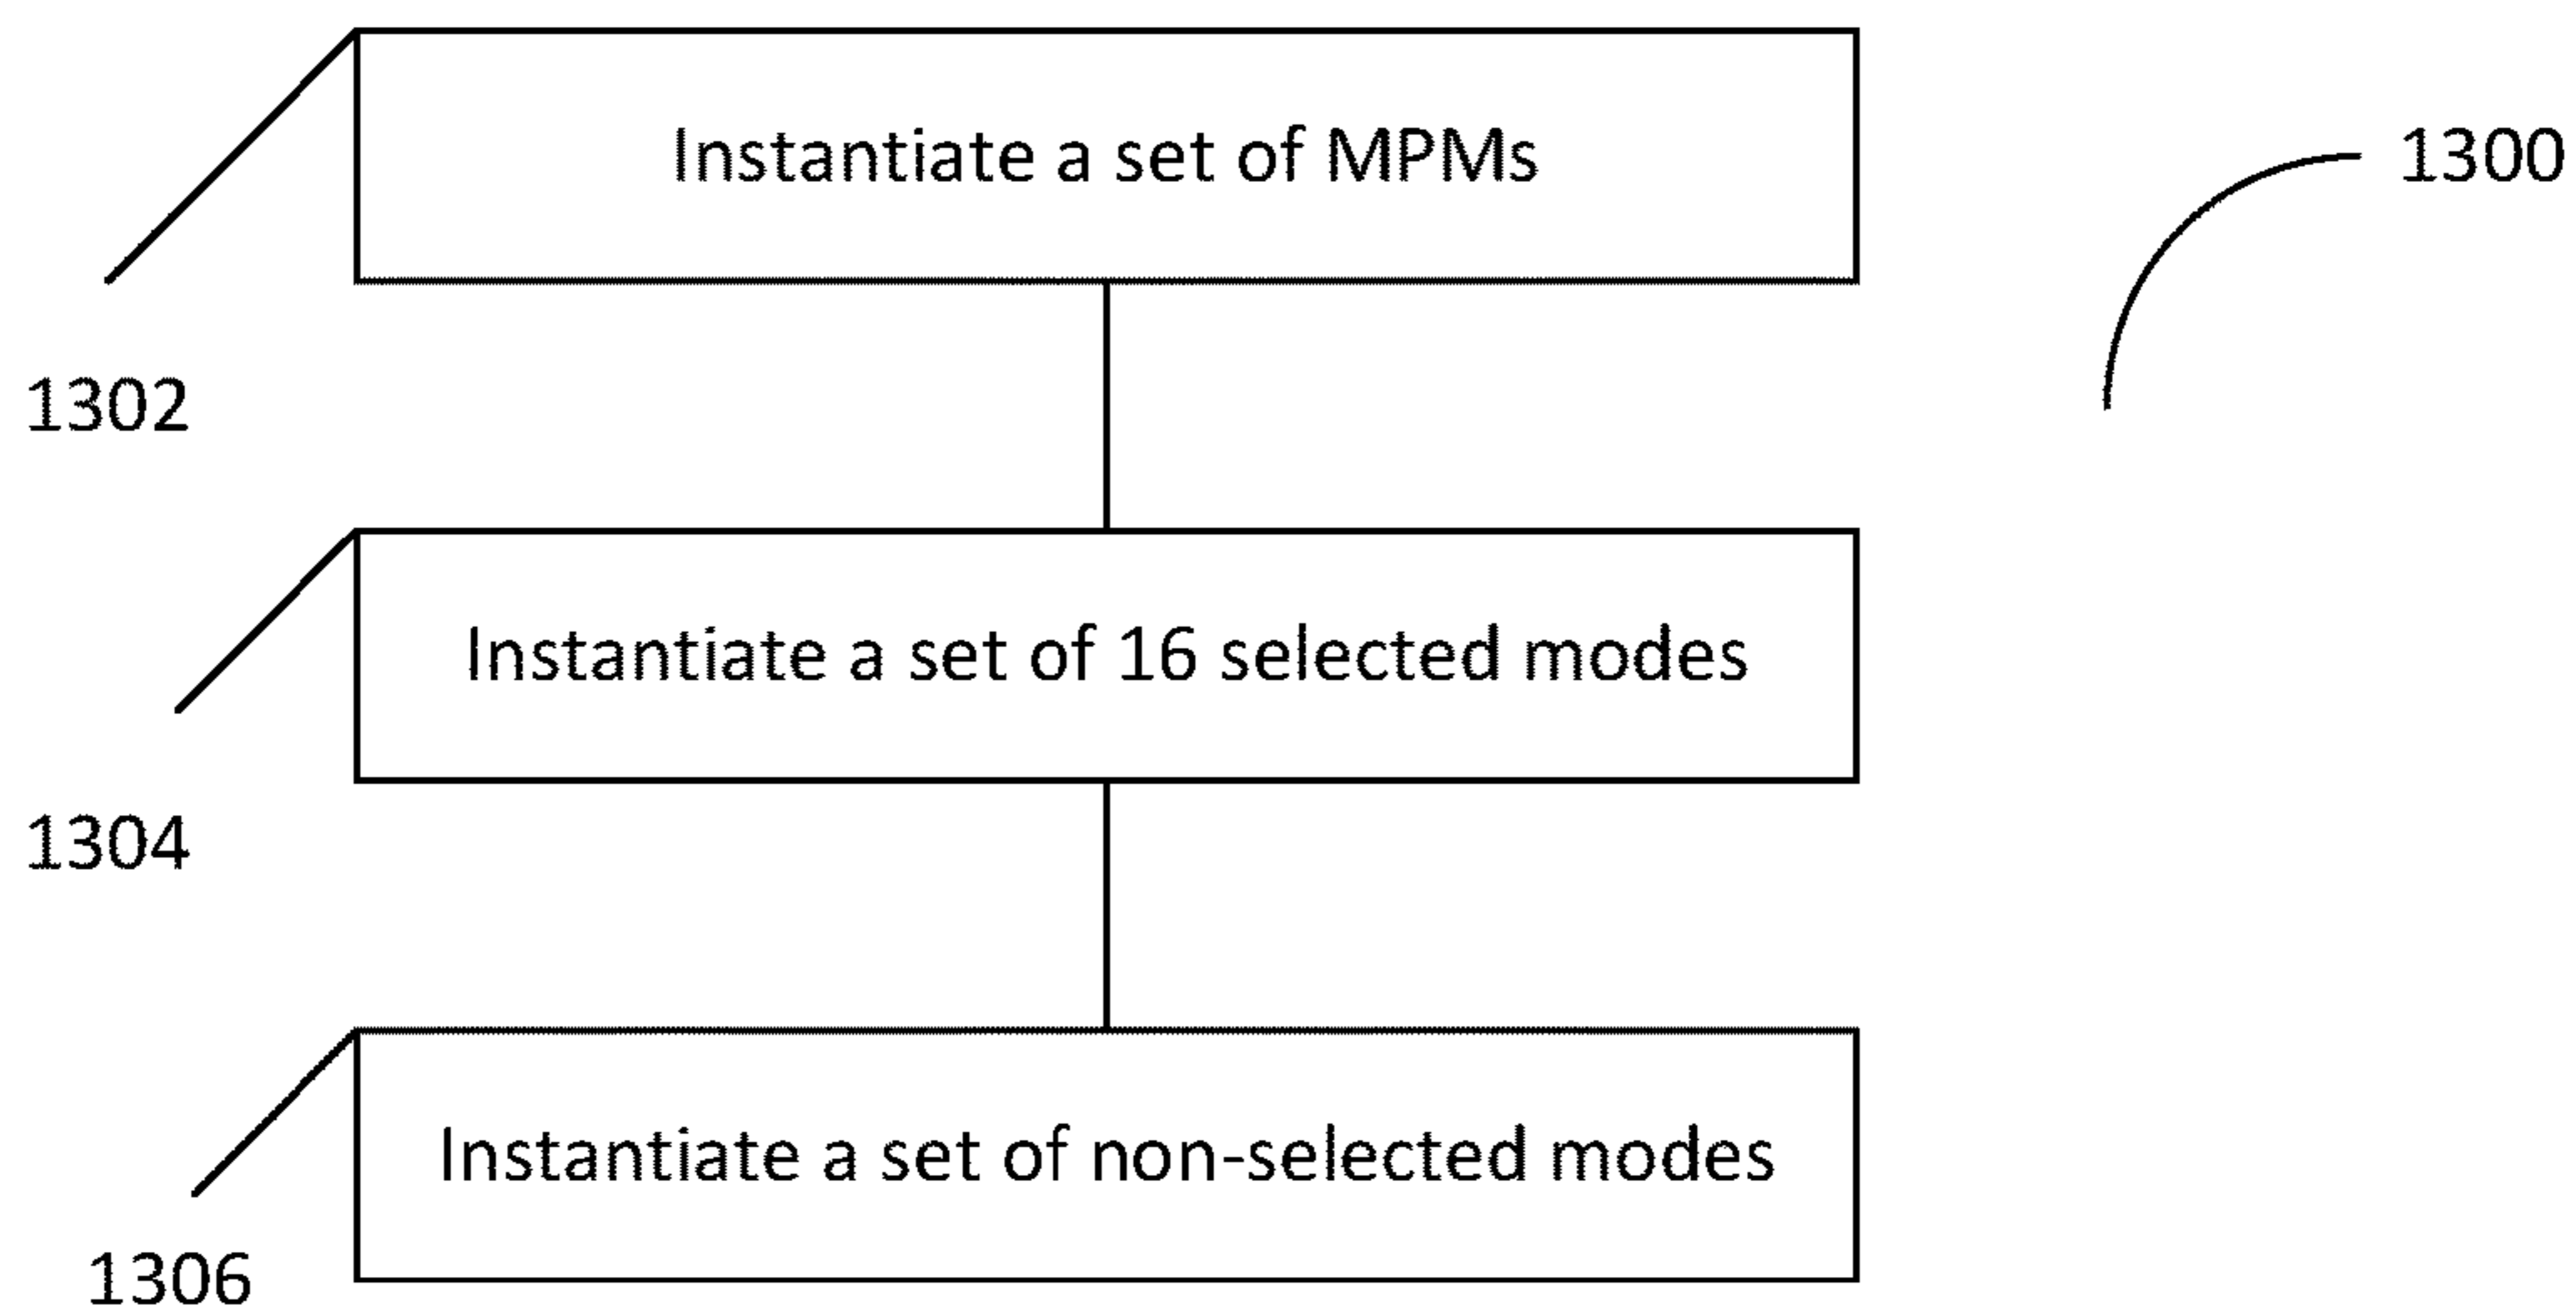 Instantiate a set of MPMs
1300
1302
Instantiate a set of 16 selected modes
1304
Instantiate a set of non-selected modes
1306